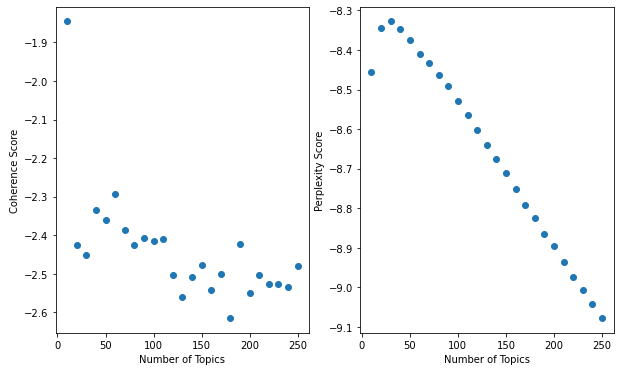 Coherence Score
−1.9
−2.0
−2.1
−2.2
−2.3
−2.4
−2.5
−2.6
0 50 100 150 200 250
Number of Topics
Perplexity Score
−8.3
−8.4
−8.5
−8.6
−8.7
−8.8
−8.9
−9.0
−9.1
0 50 100 150 200 250
Number of Topics